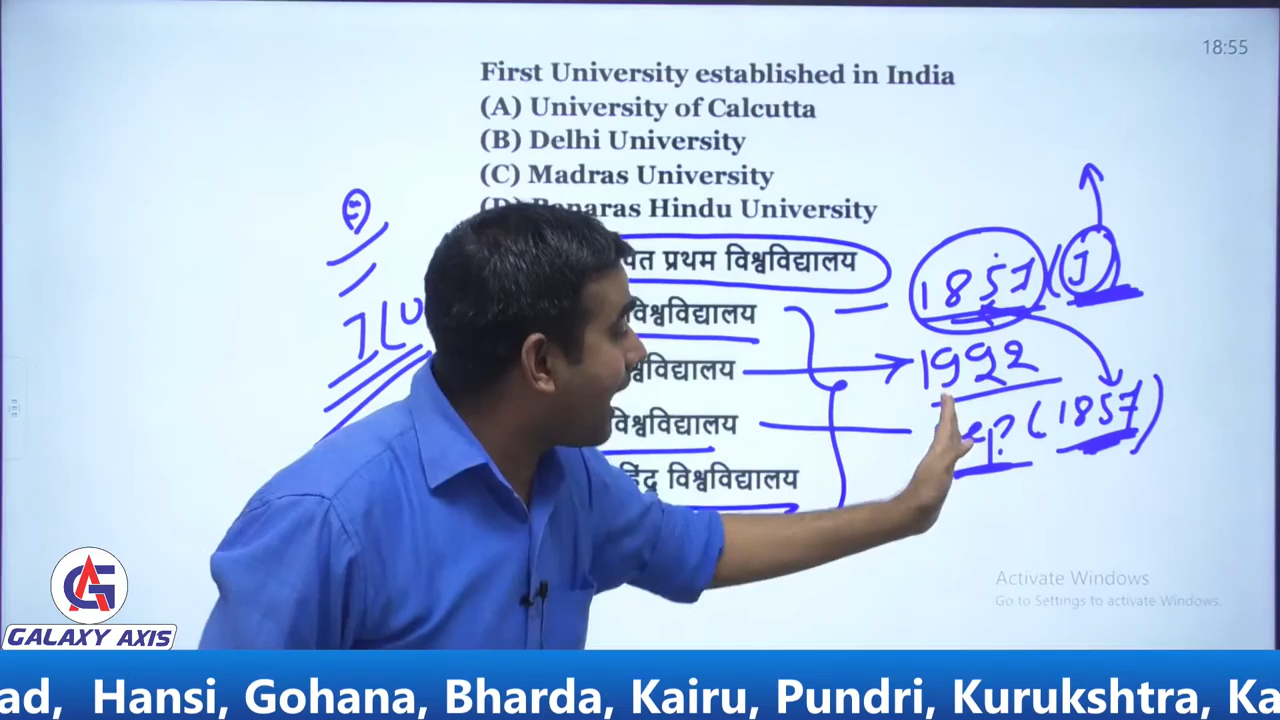 18:55
First University established in India
(A) University of Calcutta
(B) Delhi University
(C) Madras University
Banaras Hindu University
प्रथम विश्वविद्यालय
1857 (J)
विश्वविद्यालय
1922
विश्वविद्यालय
(1857)
विश्वविद्यालय
हिंदू विश्वविद्यालय
Activate Windows
Go to Settings to activate Windows.
GALAXY AXIS
ad, Hansi, Gohana, Bharda, Kairu, Pundri, Kurukshtra, Ka